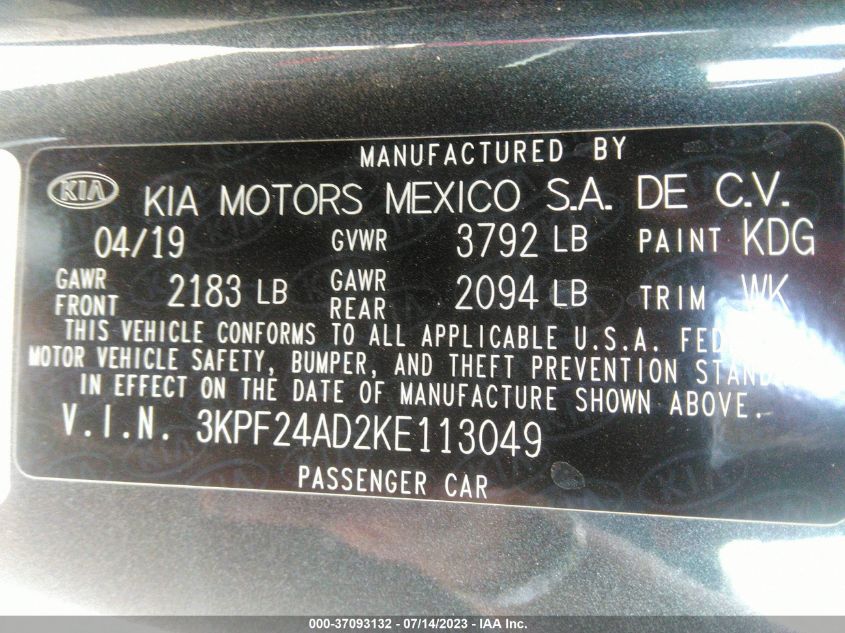 MANUFACTURED BY
KIA KIA MOTORS MEXICO S.A. DE C.V.
04/19 GVWR 3792 LB PAINT KDG
GAWR FRONT 2183 LB GAWR REAR 2094 LB TRIM WK
THIS VEHICLE CONFORMS TO ALL APPLICABLE U.S.A.
MOTOR VEHICLE SAFETY, BUMPER, AND THEFT PREVENTION
IN EFFECT ON THE DATE OF MANUFACTURE SHOWN ABOVE.
V.I.N. 3KPF24AD2KE113049
PASSENGER CAR
000-37093132 - 07/14/2023 - IAA Inc.